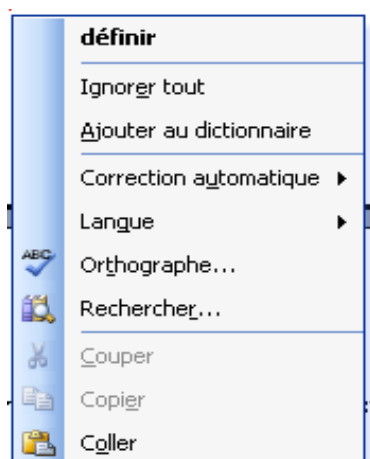 définir
Ignorer tout
Ajouter au dictionnaire
Correction automatique
Langue
ABC
Orthographe...
Rechercher...
Couper
Copier
Coller